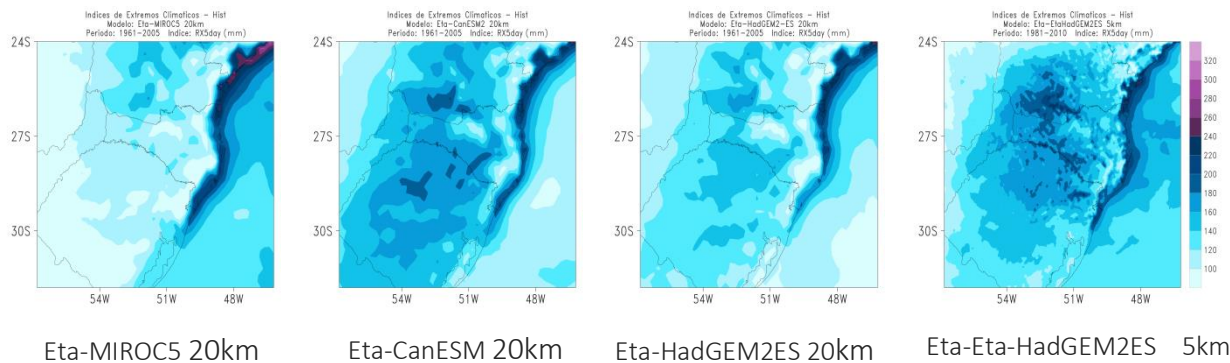 Indices de Extremos Climaticos - Hist
Modelo: Eta-MIROC5 20km
Periodo: 1961-2005 Indice: RX5day (mm)
24S
27S
30S
54W 51W 48W
Eta-MIROC5 20km
Indices de Extremos Climaticos - Hist
Modelo: Eta-CanESM2 20km
Periodo: 1961-2005 Indice: RX5day (mm)
24S
27S
30S
54W 51W 48W
Eta-CanESM 20km
Indices de Extremos Climaticos - Hist
Modelo: Eta-HadGEM2-ES 20km
Periodo: 1961-2005 Indice: RX5day (mm)
24S
27S
30S
54W 51W 48W
Eta-HadGEM2ES 20km
Indices de Extremos Climaticos - Hist
Modelo: Eta-EtaHadGEM2ES 5km
Periodo: 1981-2010 Indice: RX5day (mm)
24S
27S
30S
54W 51W 48W
320
300
280
260
240
220
200
180
160
140
120
100
Eta-Eta-HadGEM2ES 5km